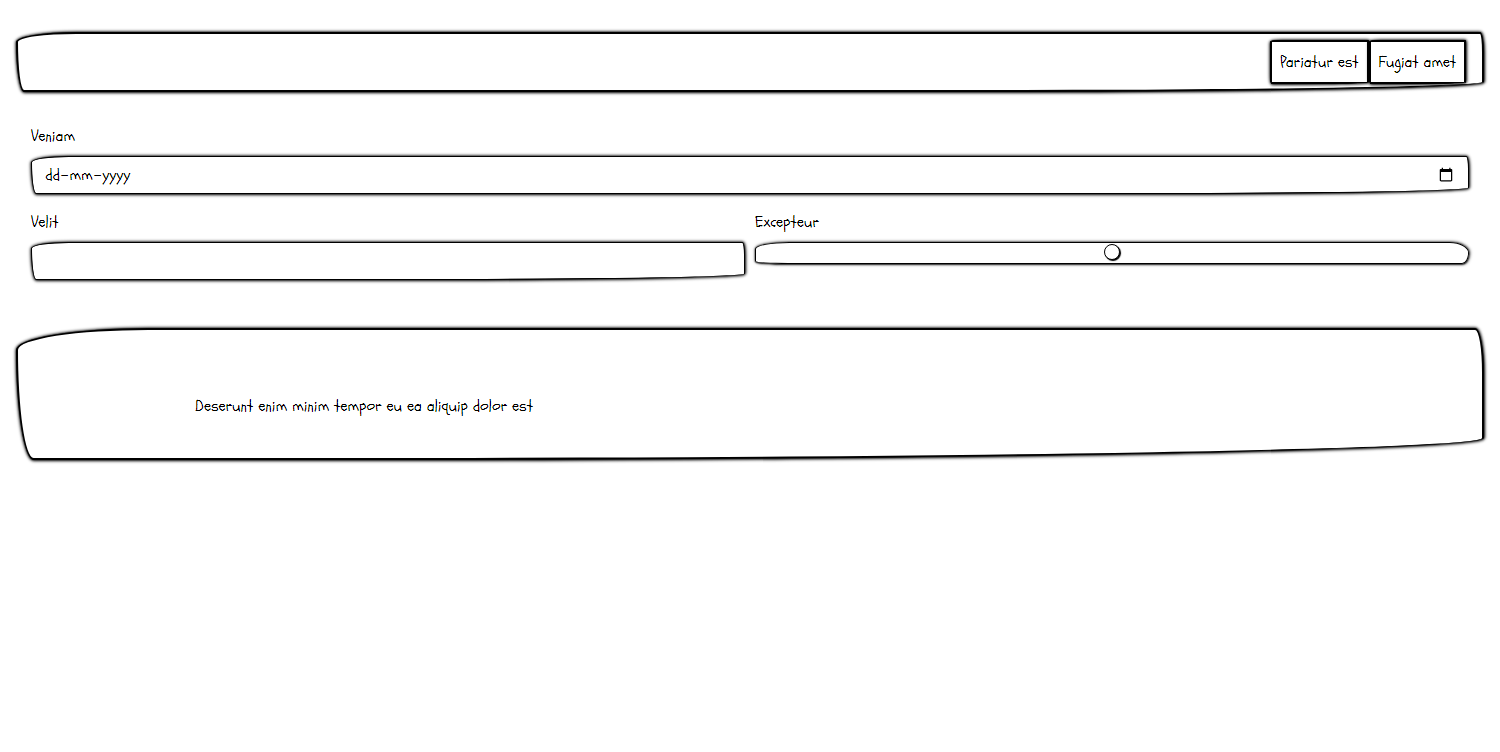 Pariatur est Fugiat amet
Veniam
dd-mm-yyyy
Velit Excepteur
Deserunt enim minim tempor eu ea aliquip dolor est